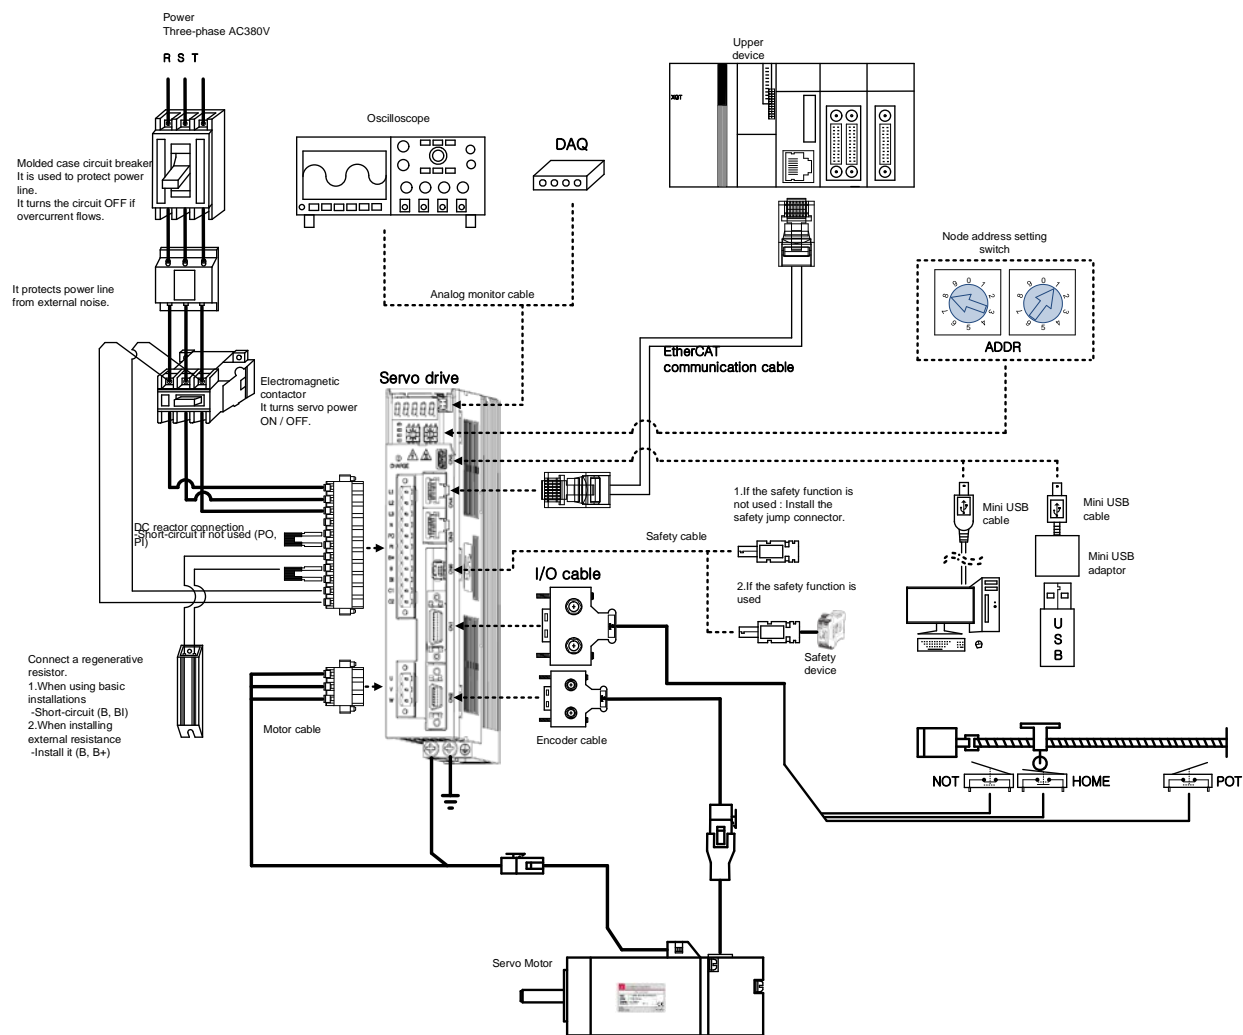 Power
Three-phase AC380V
R S T
Upper
device
XGT
Oscilloscope
DAQ
Molded case circuit breaker
It is used to protect power
line.
It turns the circuit OFF if
overcurrent flows.
Node address setting
switch
ADDR
It protects power line
from external noise.
Analog monitor cable
EtherCAT
communication cable
Electromagnetic
contactor
It turns servo power
ON / OFF.
Servo drive
CHARGE
1.If the safety function is
not used : Install the
safety jump connector.
Mini USB
cable
Mini USB
cable
DC reactor connection
-Short-circuit if not used (PO,
PI)
Safety cable
Mini USB
adaptor
I/O cable
2.If the safety function is
used
USB
Safety
device
Connect a regenerative
resistor.
1.When using basic
installations
-Short-circuit (B, BI)
2.When installing
external resistance
-Install it (B, B+)
Motor cable
Encoder cable
NOT
HOME
POT
Servo Motor